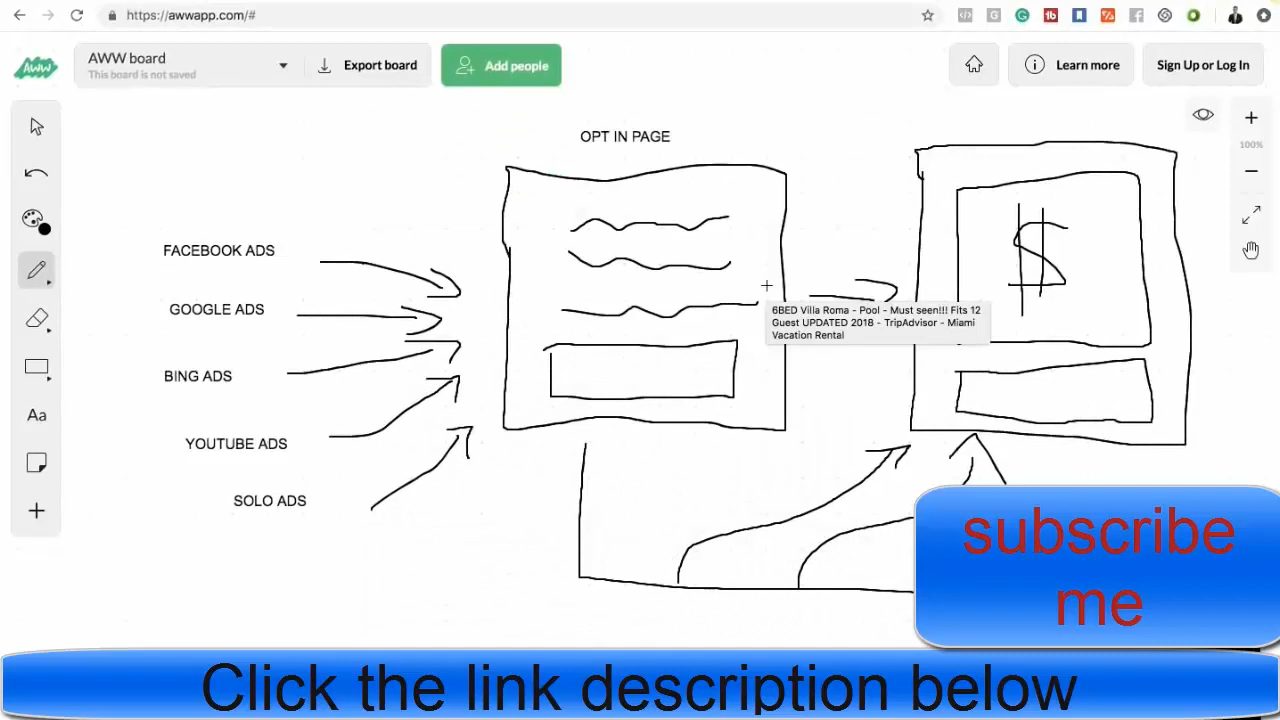 https://awwapp.com/#
AWW
AWW board
This board is not saved
Export board
Add people
Learn more
Sign Up or Log In
100%
OPT IN PAGE
FACEBOOK ADS
GOOGLE ADS
BING ADS
YOUTUBE ADS
SOLO ADS
$
6BED Villa Roma - Pool - Must seen!!! Fits 12
Guest UPDATED 2018 - TripAdvisor - Miami
Vacation Rental
Aa
subscribe
me
Click the link description below